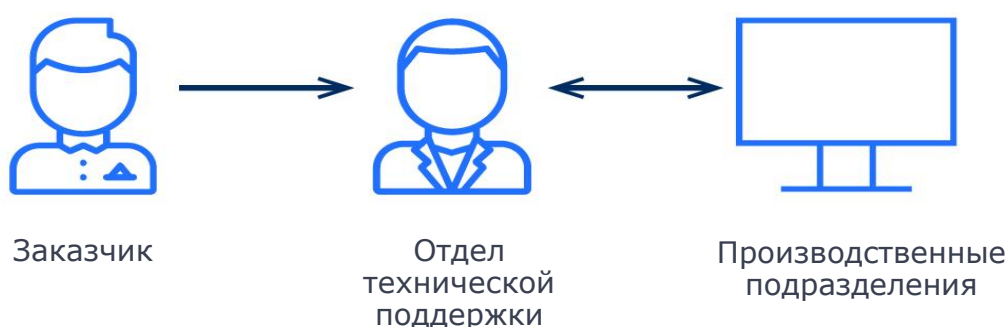 Заказчик
Отдел
технической
поддержки
Производственные
подразделения